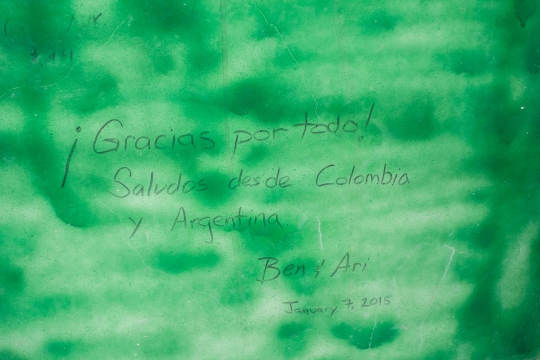 ¡Gracias por todo!
Saludos desde Colombia
y Argentina
Ben & Ari
January 7, 2015